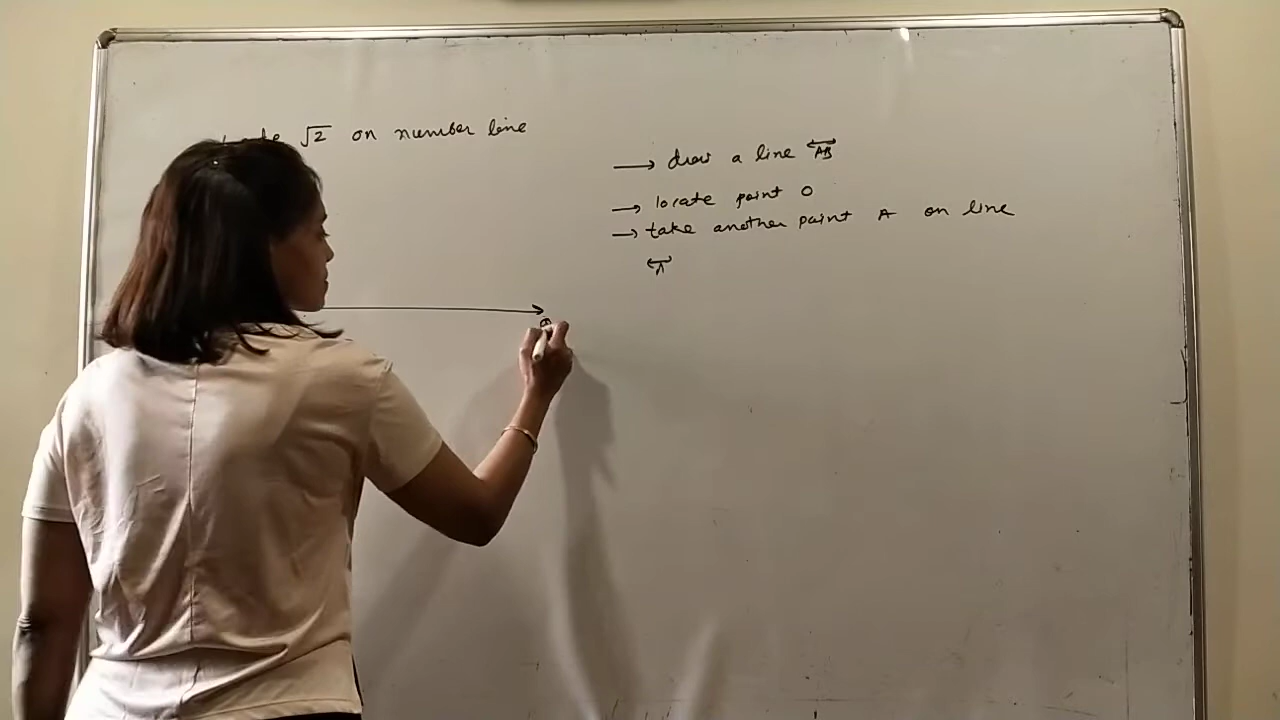 √2 on number line
→ draw a line AB
→ locate point O
→ take another point A on line
A